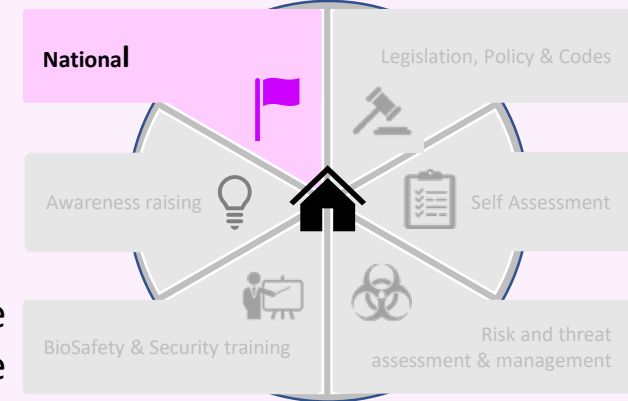 National
Legislation, Policy & Codes
Awareness raising
Self Assessment
e
BioSafety & Security training
e
Risk and threat
assessment & management